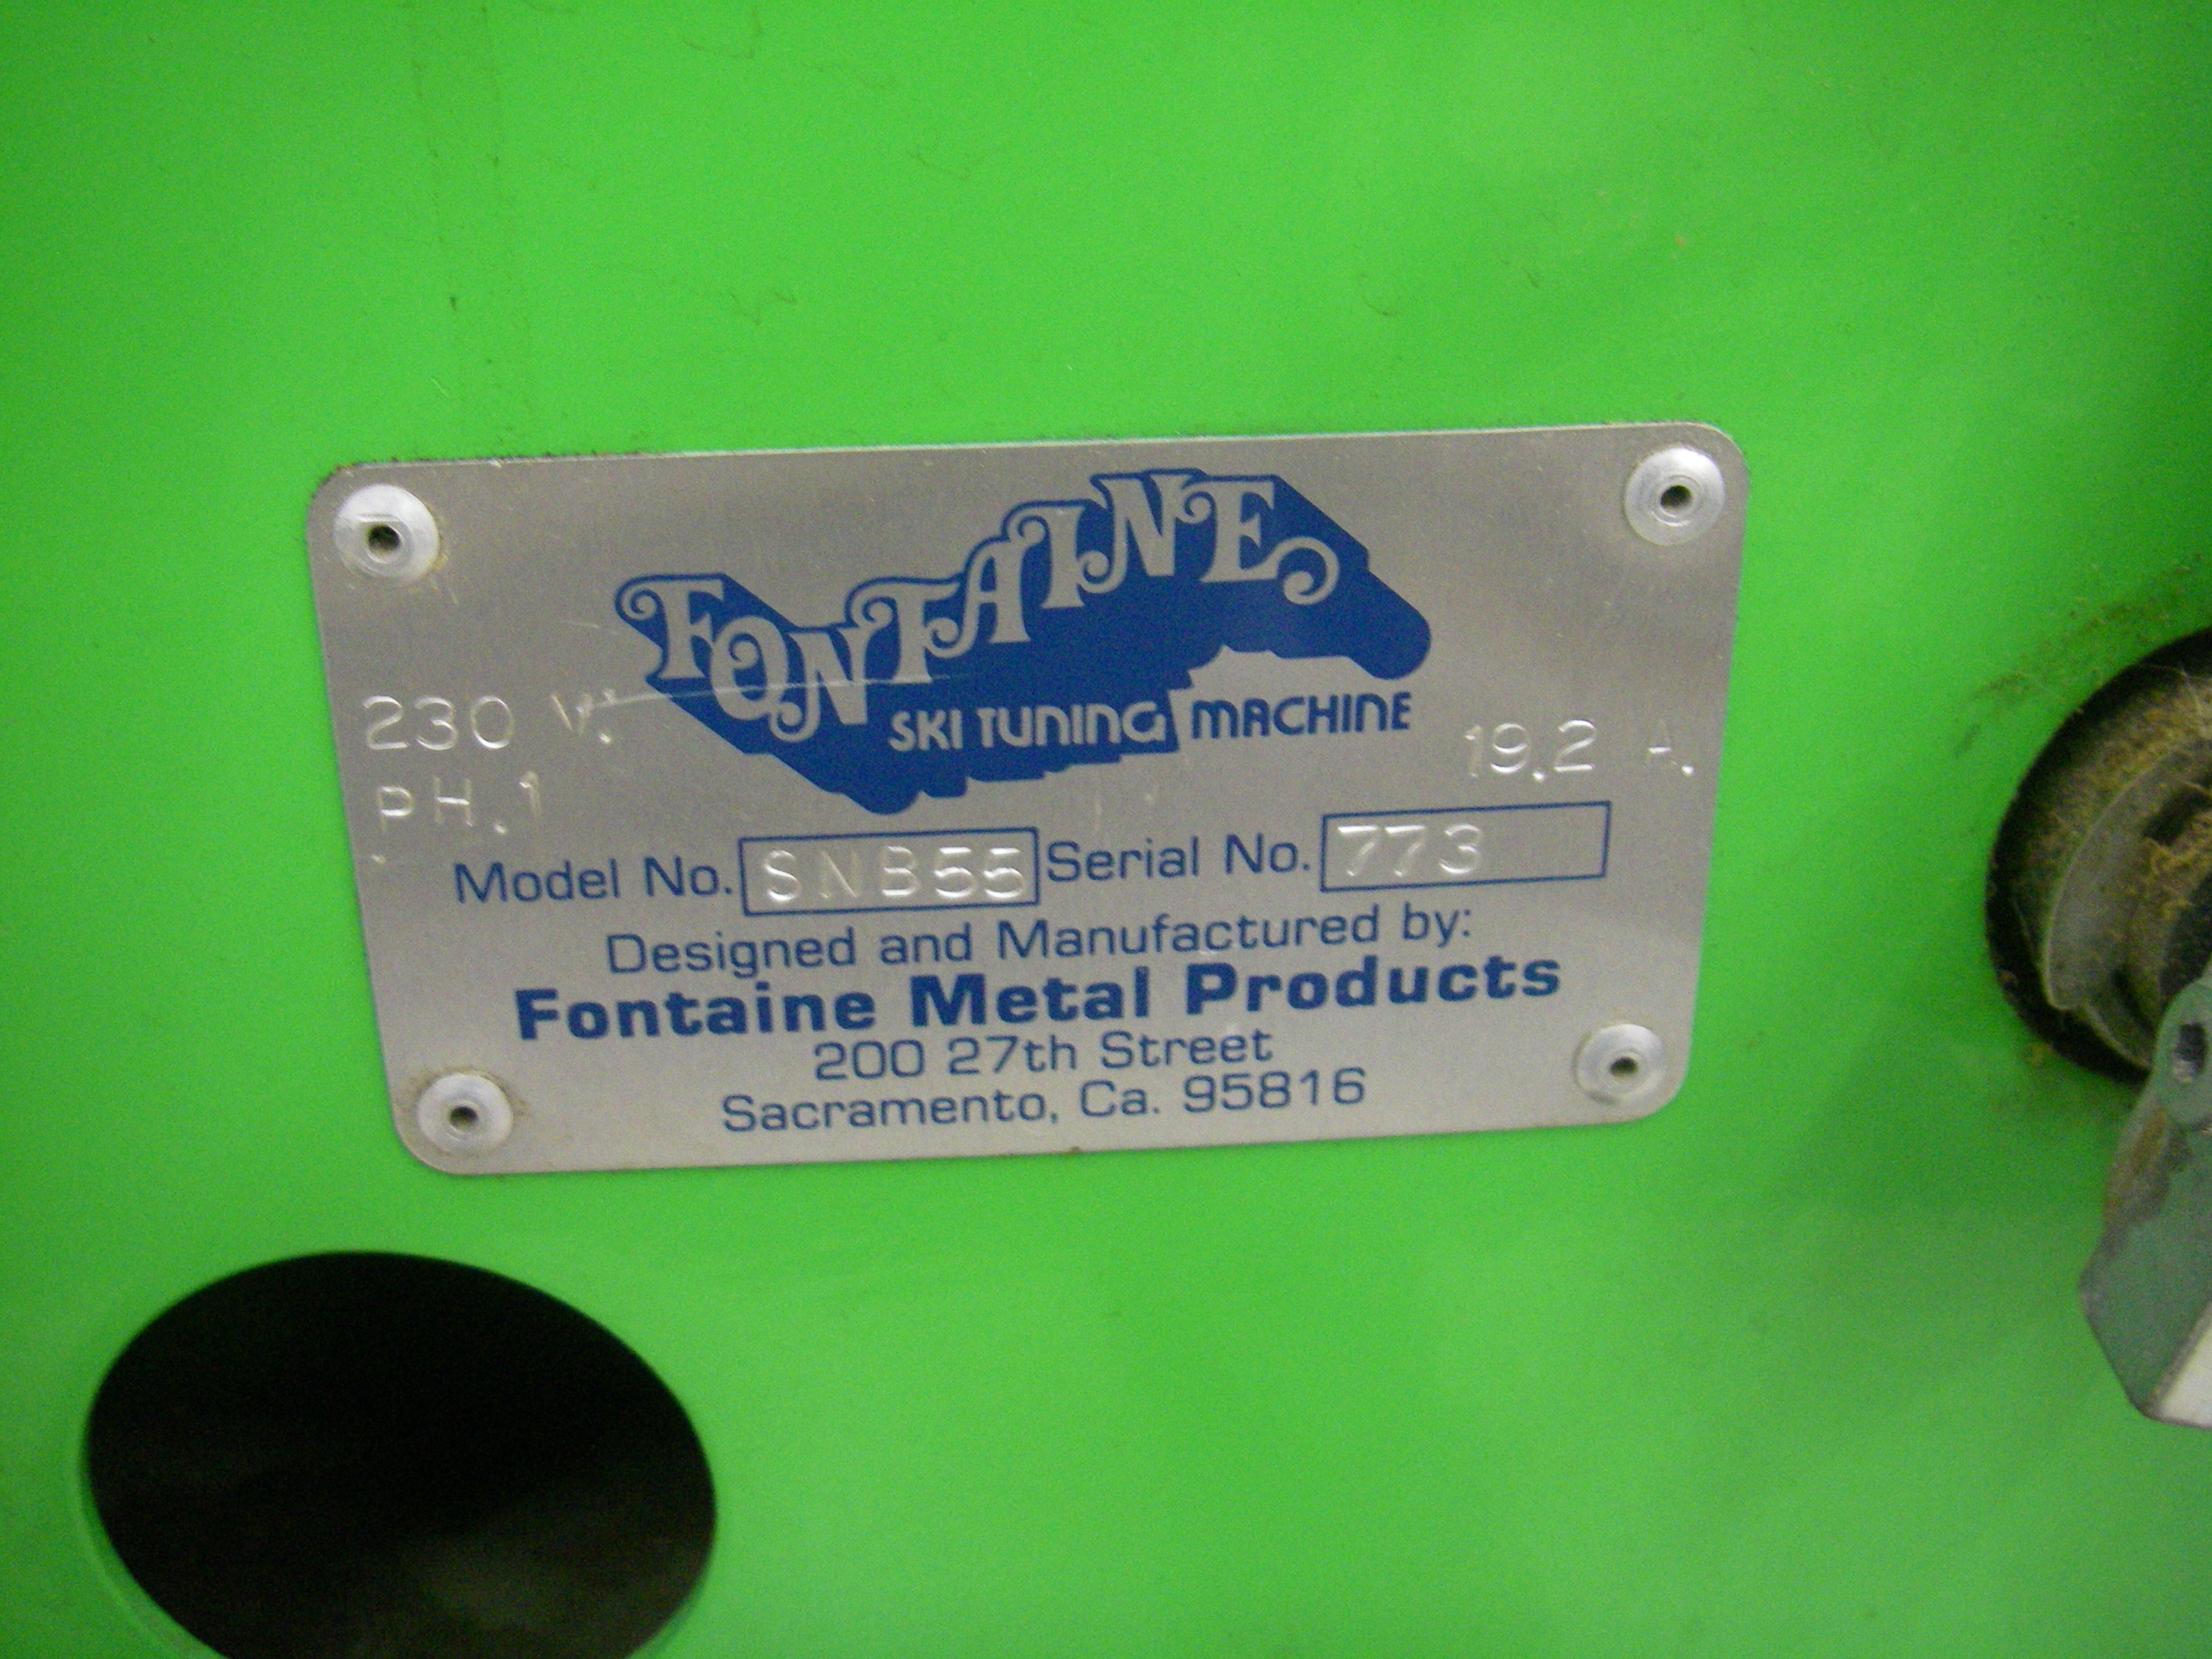 FONTAINE
SKI TUNING MACHINE
230 V. 19.2 A.
PH.1
Model No. SNB55 Serial No. 773
Designed and Manufactured by:
Fontaine Metal Products
200 27th Street
Sacramento, Ca. 95816